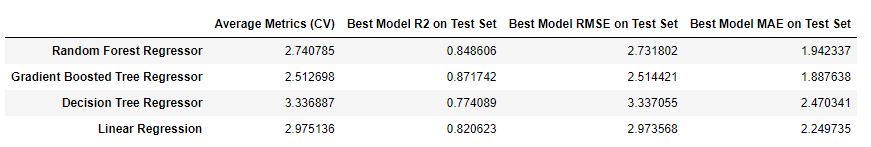 Average Metrics (CV) Best Model R2 on Test Set Best Model RMSE on Test Set Best Model MAE on Test Set
Random Forest Regressor 2.740785 0.848606 2.731802 1.942337
Gradient Boosted Tree Regressor 2.512698 0.871742 2.514421 1.887638
Decision Tree Regressor 3.336887 0.774089 3.337055 2.470341
Linear Regression 2.975136 0.820623 2.973568 2.249735